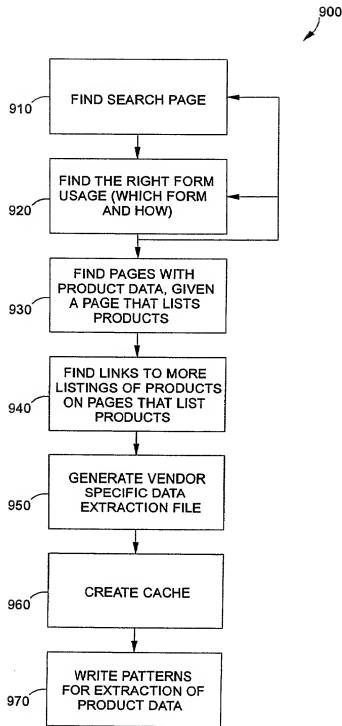 900
910
FIND SEARCH PAGE
920
FIND THE RIGHT FORM
USAGE (WHICH FORM
AND HOW)
930
FIND PAGES WITH
PRODUCT DATA, GIVEN
A PAGE THAT LISTS
PRODUCTS
940
FIND LINKS TO MORE
LISTINGS OF PRODUCTS
ON PAGES THAT LIST
PRODUCTS
950
GENERATE VENDOR
SPECIFIC DATA
EXTRACTION FILE
960
CREATE CACHE
970
WRITE PATTERNS
FOR EXTRACTION OF
PRODUCT DATA